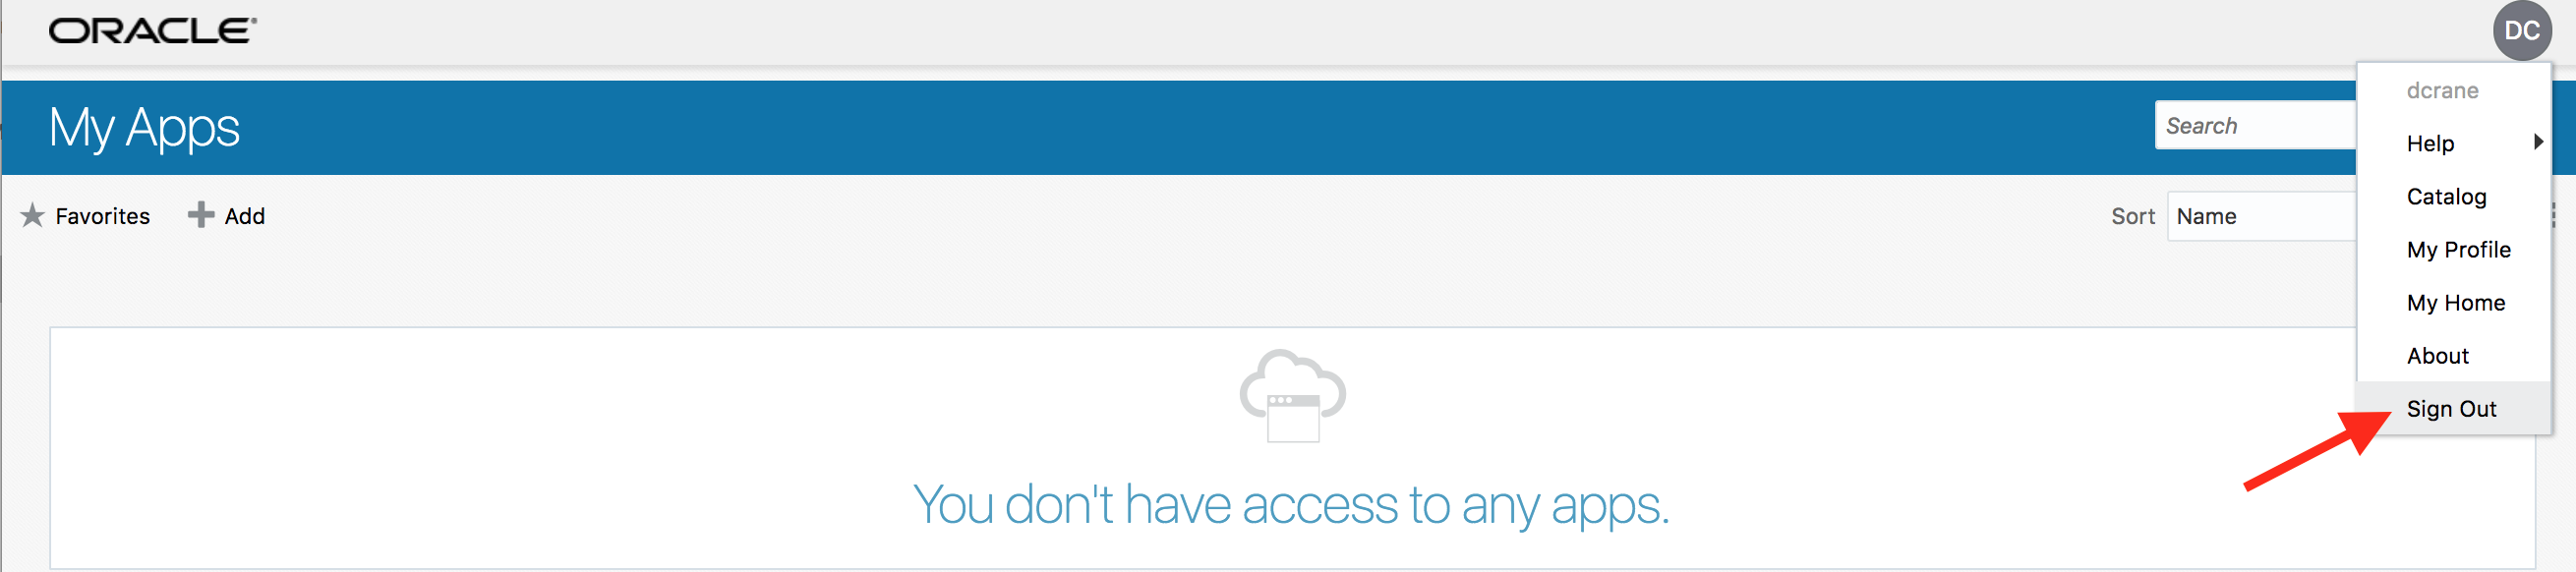 ORACLE®
DC
My Apps
Search
Favorites
Add
Sort
Name
dcrane
Help
Catalog
My Profile
My Home
About
Sign Out
You don't have access to any apps.